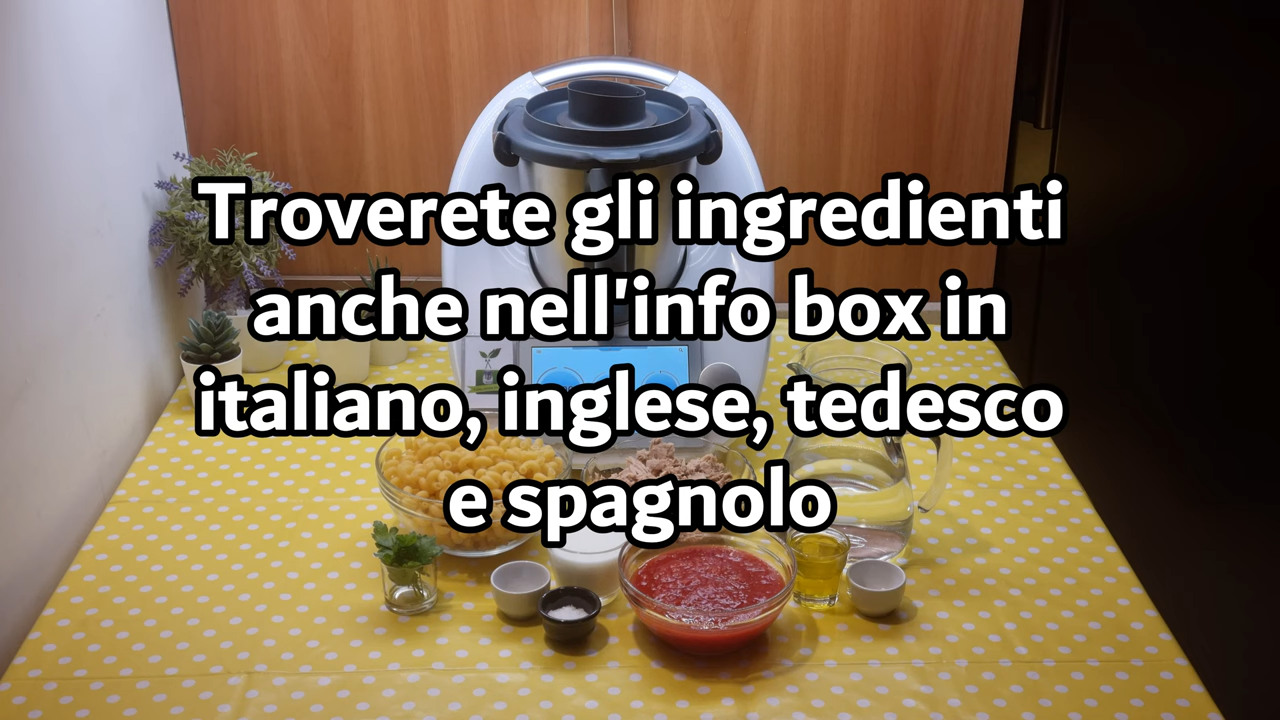 Troverete gli ingredienti
anche nell'info box in
italiano, inglese, tedesco
e spagnolo